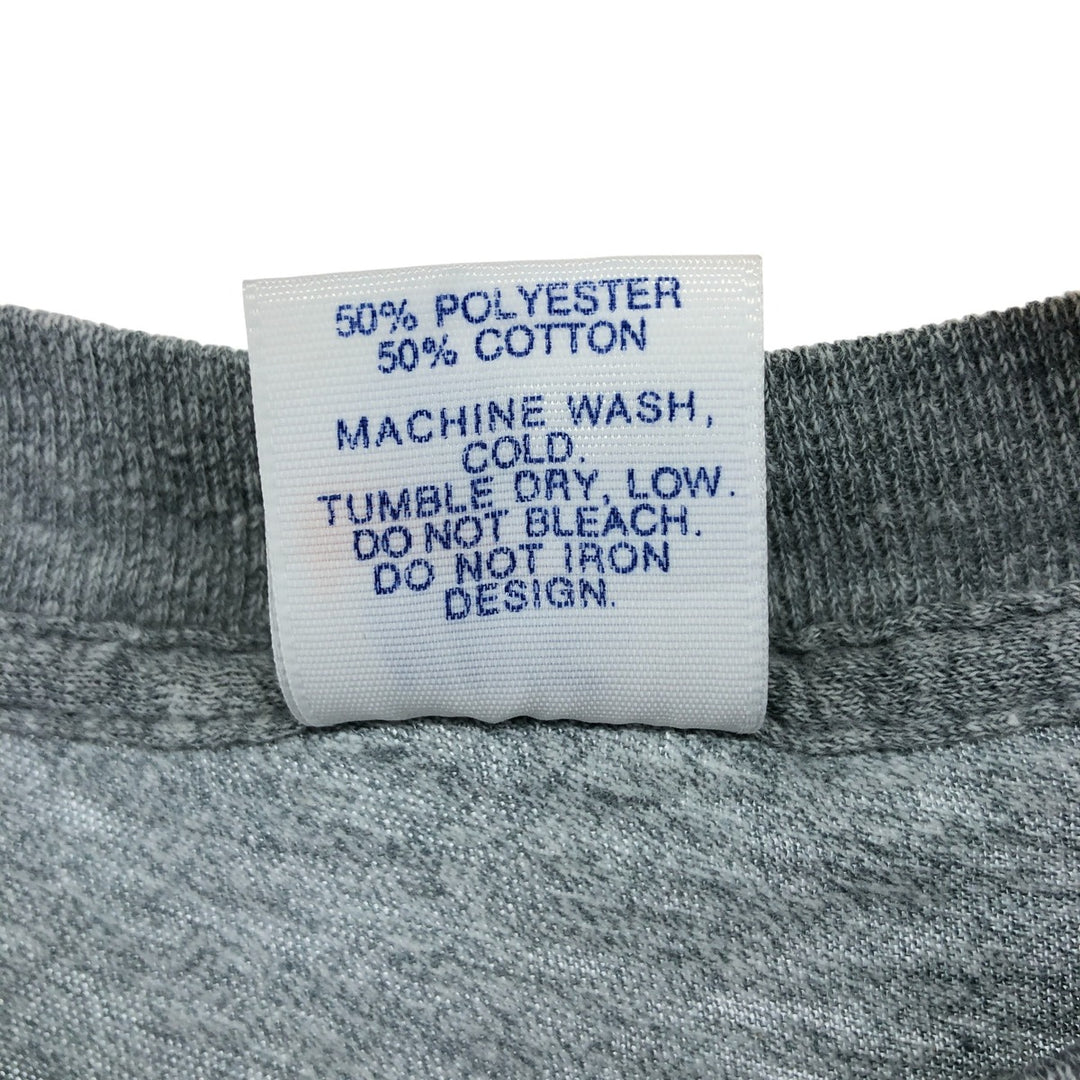 50% POLYESTER
50% COTTON
MACHINE WASH,
COLD.
TUMBLE DRY, LOW.
DO NOT BLEACH.
DO NOT IRON
DESIGN.